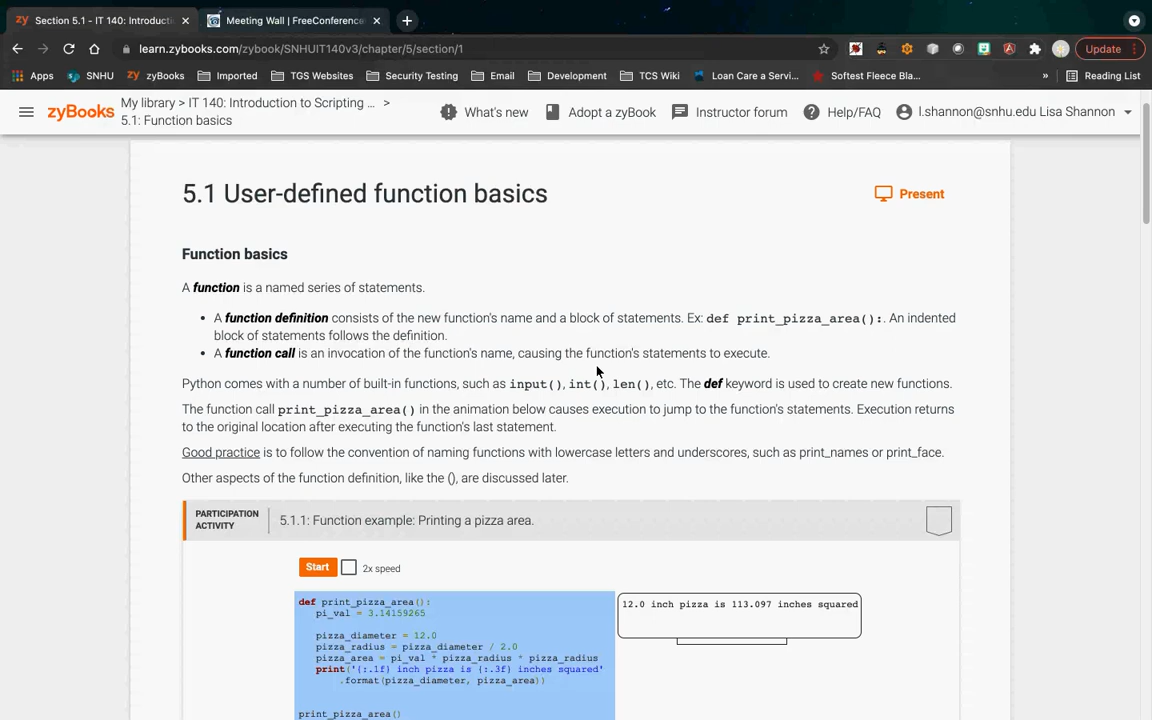 zy Section 5.1 - IT 140: Introducti
Meeting Wall | FreeConference
learn.zybooks.com/zybook/SNHUIT140v3/chapter/5/section/1
Update
Apps
SNHU
zy zyBooks
Imported
TGS Websites
Security Testing
Email
Development
TCS Wiki
Loan Care a Servi...
Softest Fleece Bla...
»
Reading List
zyBooks
My library > IT 140: Introduction to Scripting ... >
5.1: Function basics
What's new
Adopt a zyBook
Instructor forum
Help/FAQ
l.shannon@snhu.edu Lisa Shannon
5.1 User-defined function basics
Present
Function basics
A function is a named series of statements.
• A function definition consists of the new function's name and a block of statements. Ex: def print_pizza_area():. An indented
block of statements follows the definition.
• A function call is an invocation of the function's name, causing the function's statements to execute.
Python comes with a number of built-in functions, such as input(), int(), len(), etc. The def keyword is used to create new functions.
The function call print_pizza_area() in the animation below causes execution to jump to the function's statements. Execution returns
to the original location after executing the function's last statement.
Good practice is to follow the convention of naming functions with lowercase letters and underscores, such as print_names or print_face.
Other aspects of the function definition, like the (), are discussed later.
PARTICIPATION
ACTIVITY
5.1.1: Function example: Printing a pizza area.
Start
2x speed
def print_pizza_area():
pi_val = 3.14159265
pizza_diameter = 12.0
pizza_radius = pizza_diameter / 2.0
pizza_area = pi_val * pizza_radius * pizza_radius
print('{:.1f} inch pizza is {:.3f} inches squared'
.format(pizza_diameter, pizza_area))
print_pizza_area()
12.0 inch pizza is 113.097 inches squared